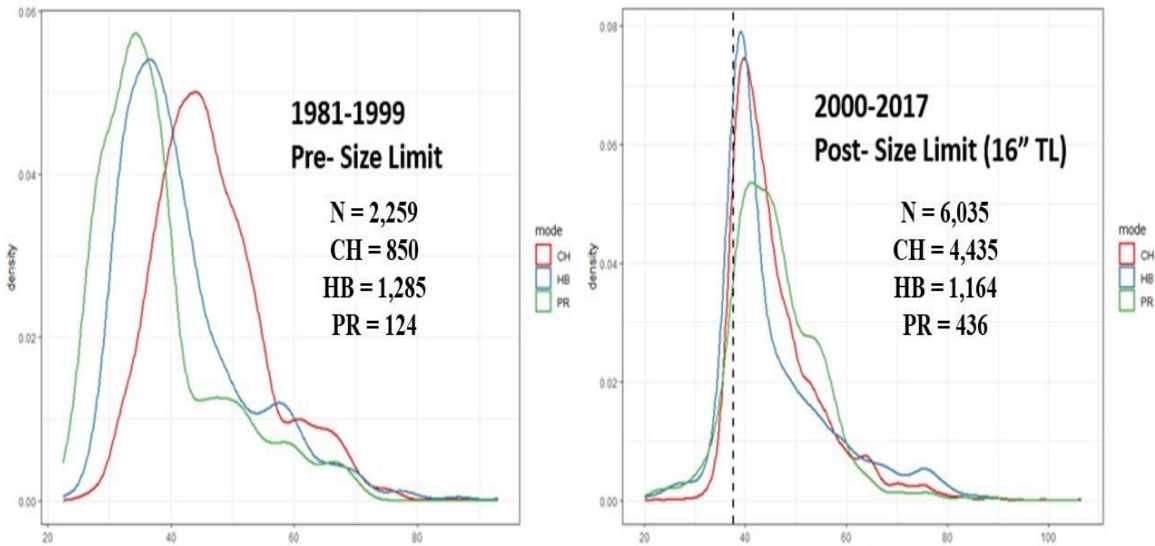 0.06
0.04
0.02
0.00
density
20
40
60
80
1981-1999
Pre- Size Limit
N = 2,259
CH = 850
HB = 1,285
PR = 124
mode
CH
HB
PR
0.08
0.06
0.04
0.02
0.00
density
20
40
60
80
100
2000-2017
Post- Size Limit (16” TL)
N = 6,035
CH = 4,435
HB = 1,164
PR = 436
mode
CH
HB
PR